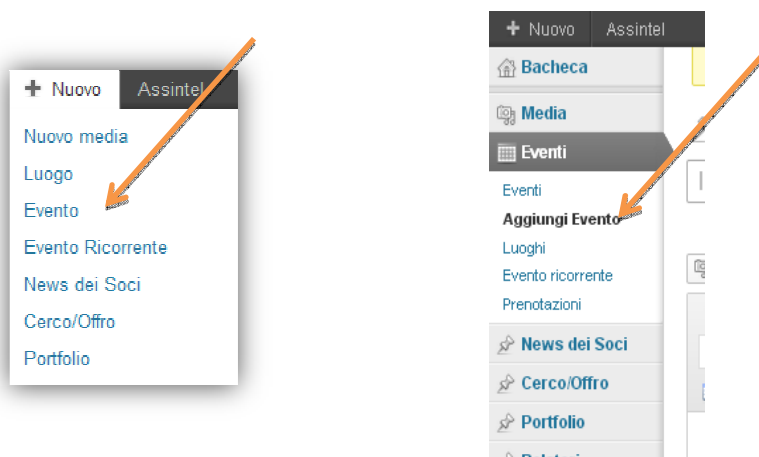 + Nuovo Assintel
Nuovo media
Luogo
Evento
Evento Ricorrente
News dei Soci
Cerco/Offro
Portfolio
+ Nuovo Assintel
Bacheca
Media
Eventi
Eventi
Aggiungi Evento
Luoghi
Evento ricorrente
Prenotazioni
News dei Soci
Cerco/Offro
Portfolio